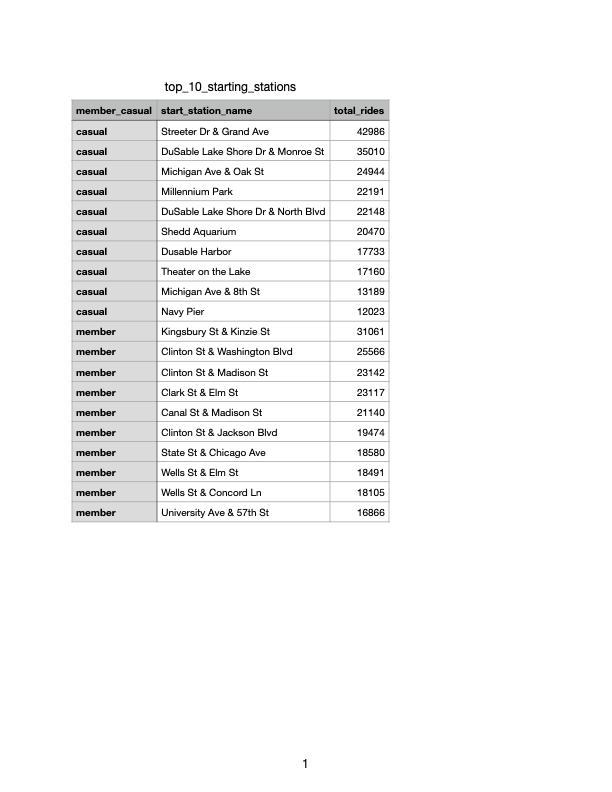 top_10_starting_stations
member_casual start_station_name total_rides
casual Streeter Dr & Grand Ave 42986
casual DuSable Lake Shore Dr & Monroe St 35010
casual Michigan Ave & Oak St 24944
casual Millennium Park 22191
casual DuSable Lake Shore Dr & North Blvd 22148
casual Shedd Aquarium 20470
casual Dusable Harbor 17733
casual Theater on the Lake 17160
casual Michigan Ave & 8th St 13189
casual Navy Pier 12023
member Kingsbury St & Kinzie St 31061
member Clinton St & Washington Blvd 25566
member Clinton St & Madison St 23142
member Clark St & Elm St 23117
member Canal St & Madison St 21140
member Clinton St & Jackson Blvd 19474
member State St & Chicago Ave 18580
member Wells St & Elm St 18491
member Wells St & Concord Ln 18105
member University Ave & 57th St 16866
1